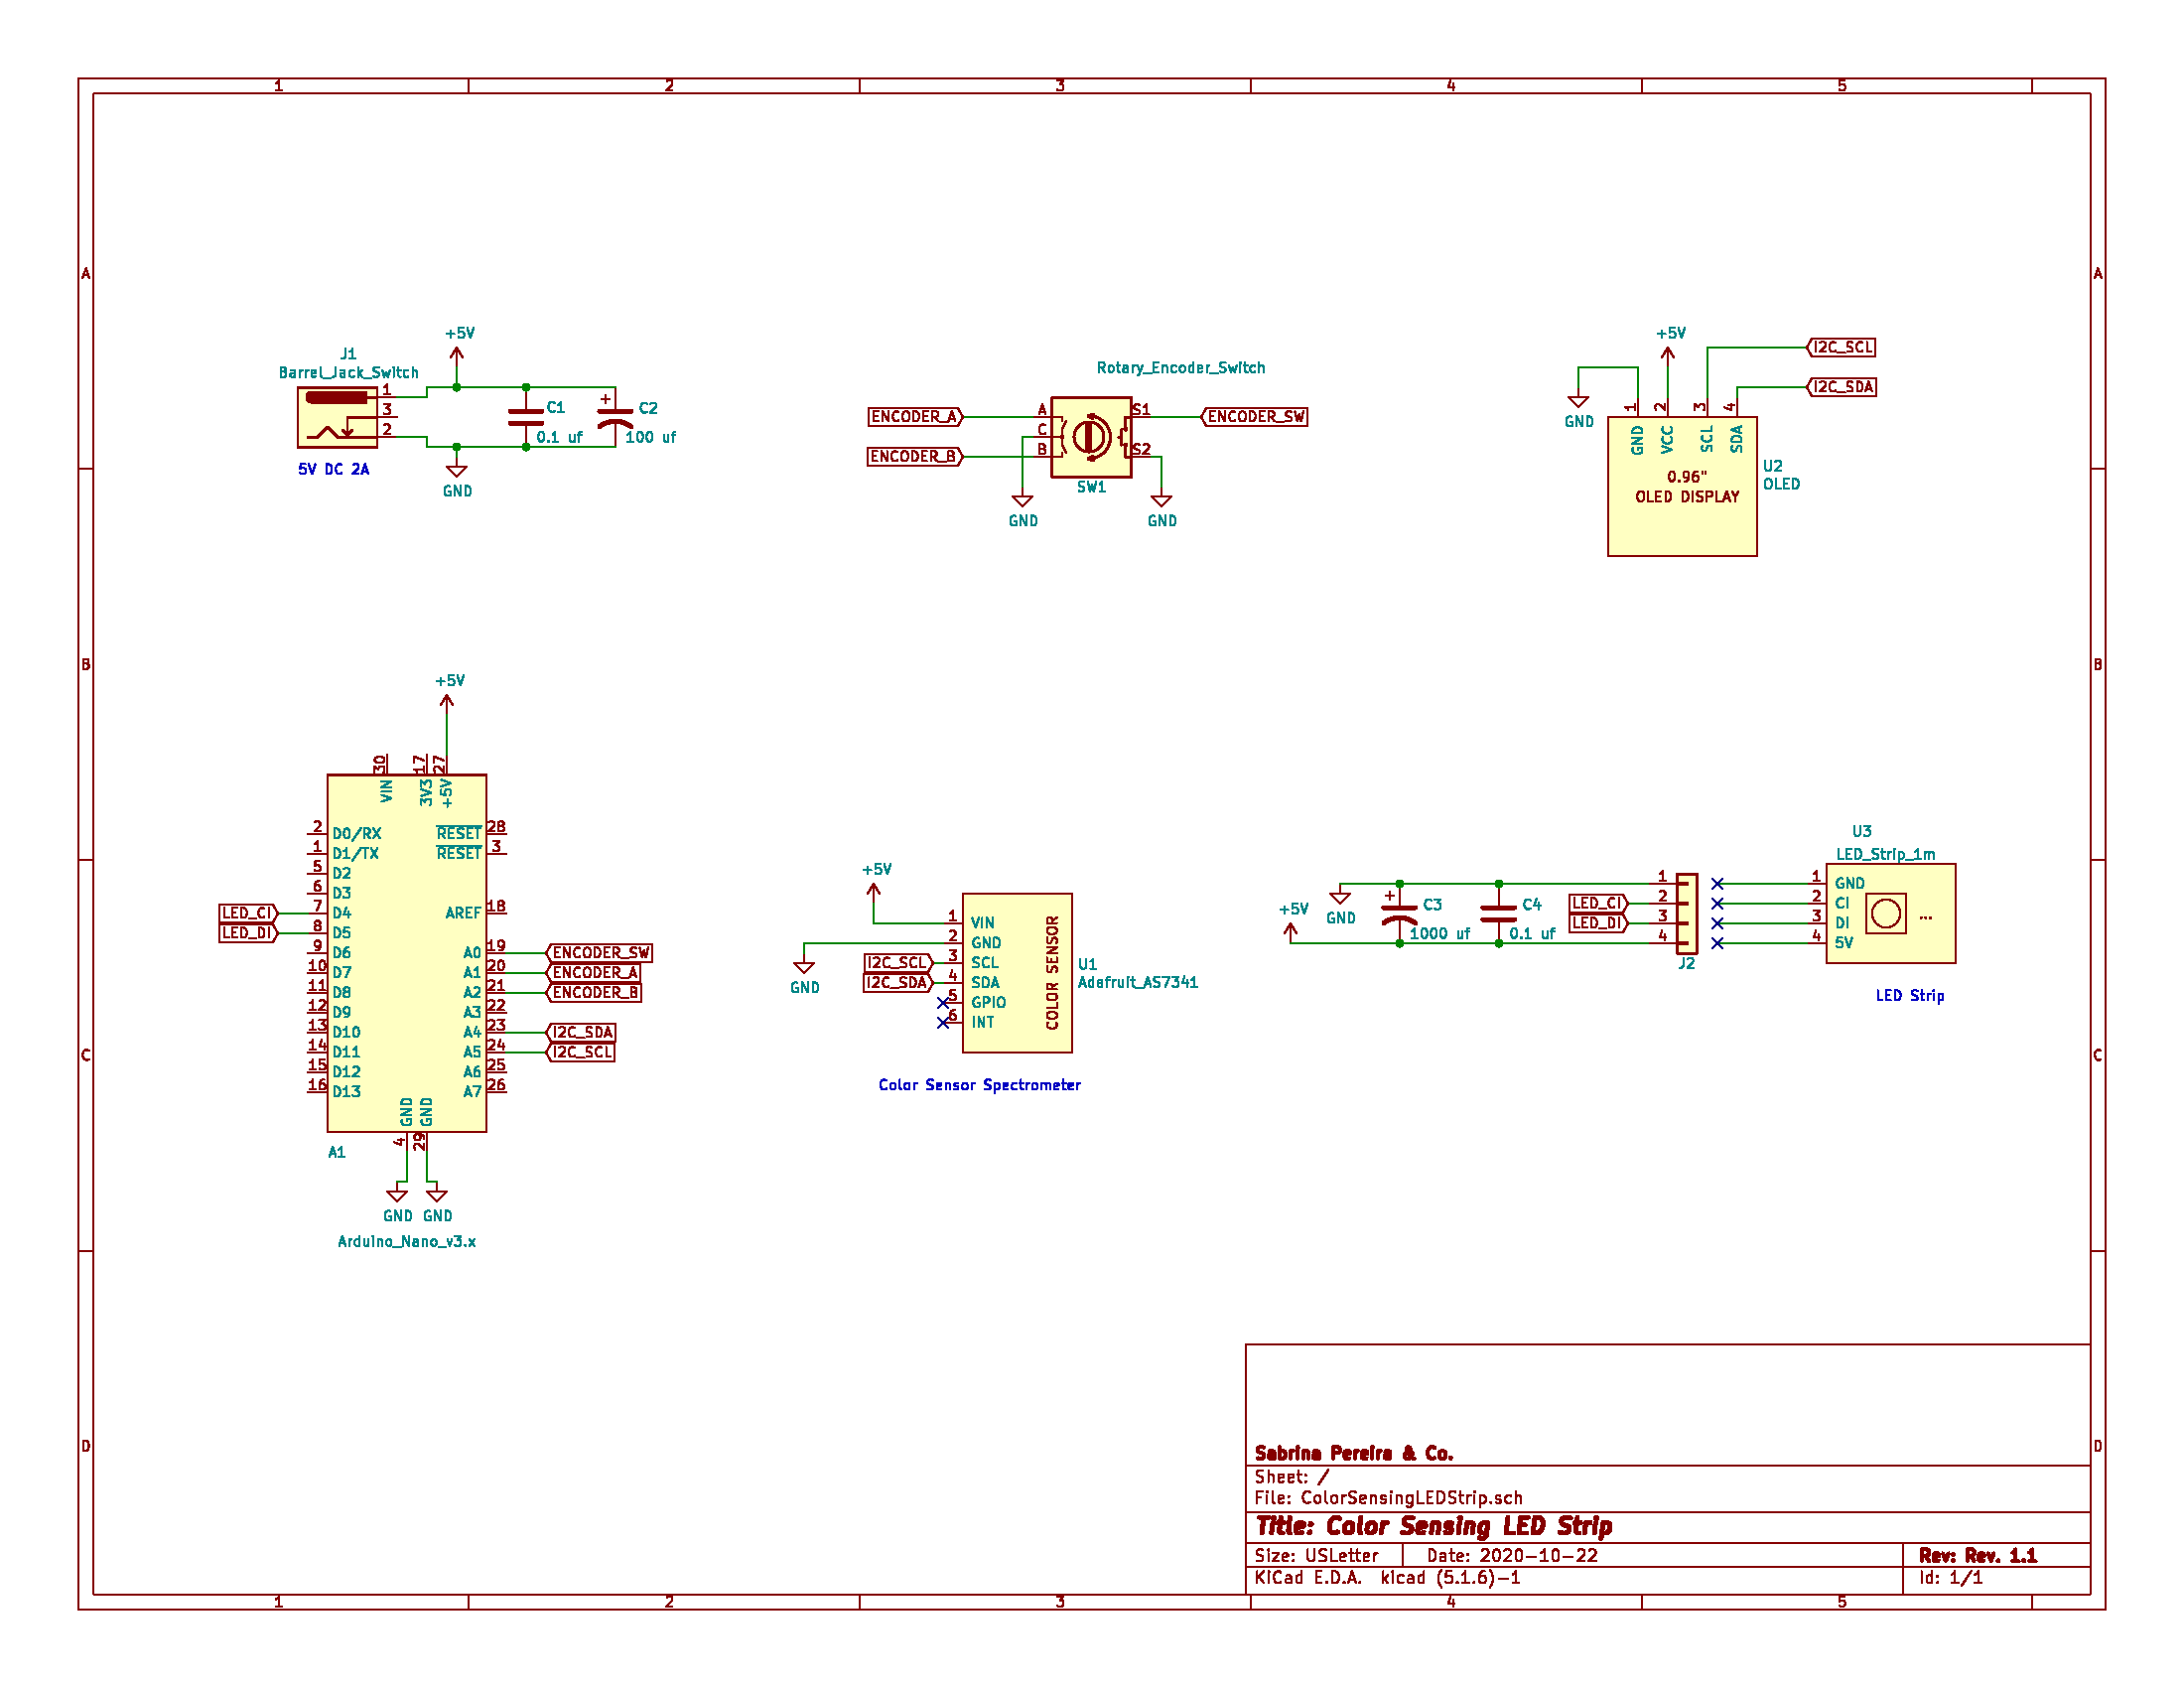 1 2 3 4 5
A A
B B
C C
D D
+5V
J1
Barrel_Jack_Switch
1
3
2
C1
0.1 uf
C2
100 uf
5V DC 2A
GND
Rotary_Encoder_Switch
ENCODER_A
A
C
ENCODER_B
B
S1
ENCODER_SW
S2
SW1
GND
GND
+5V
I2C_SCL
I2C_SDA
GND
1 2 3 4
GND VCC SCL SDA
0.96"
OLED DISPLAY
U2
OLED
+5V
30 17 27
VIN 3V3 +5V
2 D0/RX
1 D1/TX
5 D2
6 D3
LED_CI 7 D4
LED_DI 8 D5
9 D6
10 D7
11 D8
12 D9
13 D10
14 D11
15 D12
16 D13
RESET 28
RESET 3
AREF 18
A0 19 ENCODER_SW
A1 20 ENCODER_A
A2 21 ENCODER_B
A3 22
A4 23 I2C_SDA
A5 24 I2C_SCL
A6 25
A7 26
GND GND
4 29
A1
GND GND
Arduino_Nano_v3.x
+5V
GND
1 VIN
2 GND
I2C_SCL 3 SCL
I2C_SDA 4 SDA
5 GPIO
6 INT
COLOR SENSOR
U1
Adafruit_AS7341
Color Sensor Spectrometer
+5V
GND
C3
1000 uf
C4
0.1 uf
LED_CI
LED_DI
1
2
3
4
J2
U3
LED_Strip_1m
1 GND
2 CI
3 DI
4 5V
...
LED Strip
Sabrina Pereira & Co.
Sheet: /
File: ColorSensingLEDStrip.sch
Title: Color Sensing LED Strip
Size: USLetter Date: 2020-10-22 Rev: Rev. 1.1
KiCad E.D.A. kicad (5.1.6)-1 Id: 1/1
1 2 3 4 5